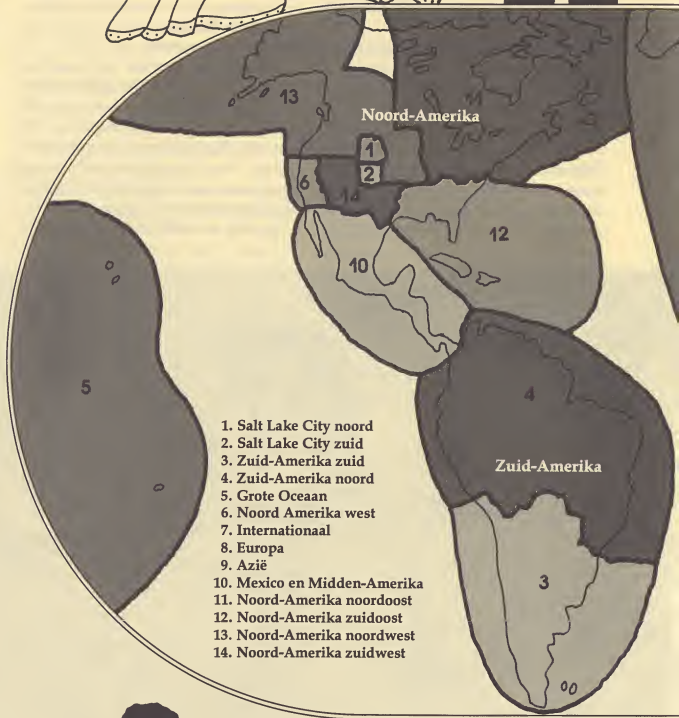 13
Noord-Amerika
1
2
6
14
12
10
5
4
Zuid-Amerika
3
1. Salt Lake City noord
2. Salt Lake City zuid
3. Zuid-Amerika zuid
4. Zuid-Amerika noord
5. Grote Oceaan
6. Noord Amerika west
7. Internationaal
8. Europa
9. Azië
10. Mexico en Midden-Amerika
11. Noord-Amerika noordoost
12. Noord-Amerika zuidoost
13. Noord-Amerika noordwest
14. Noord-Amerika zuidwest